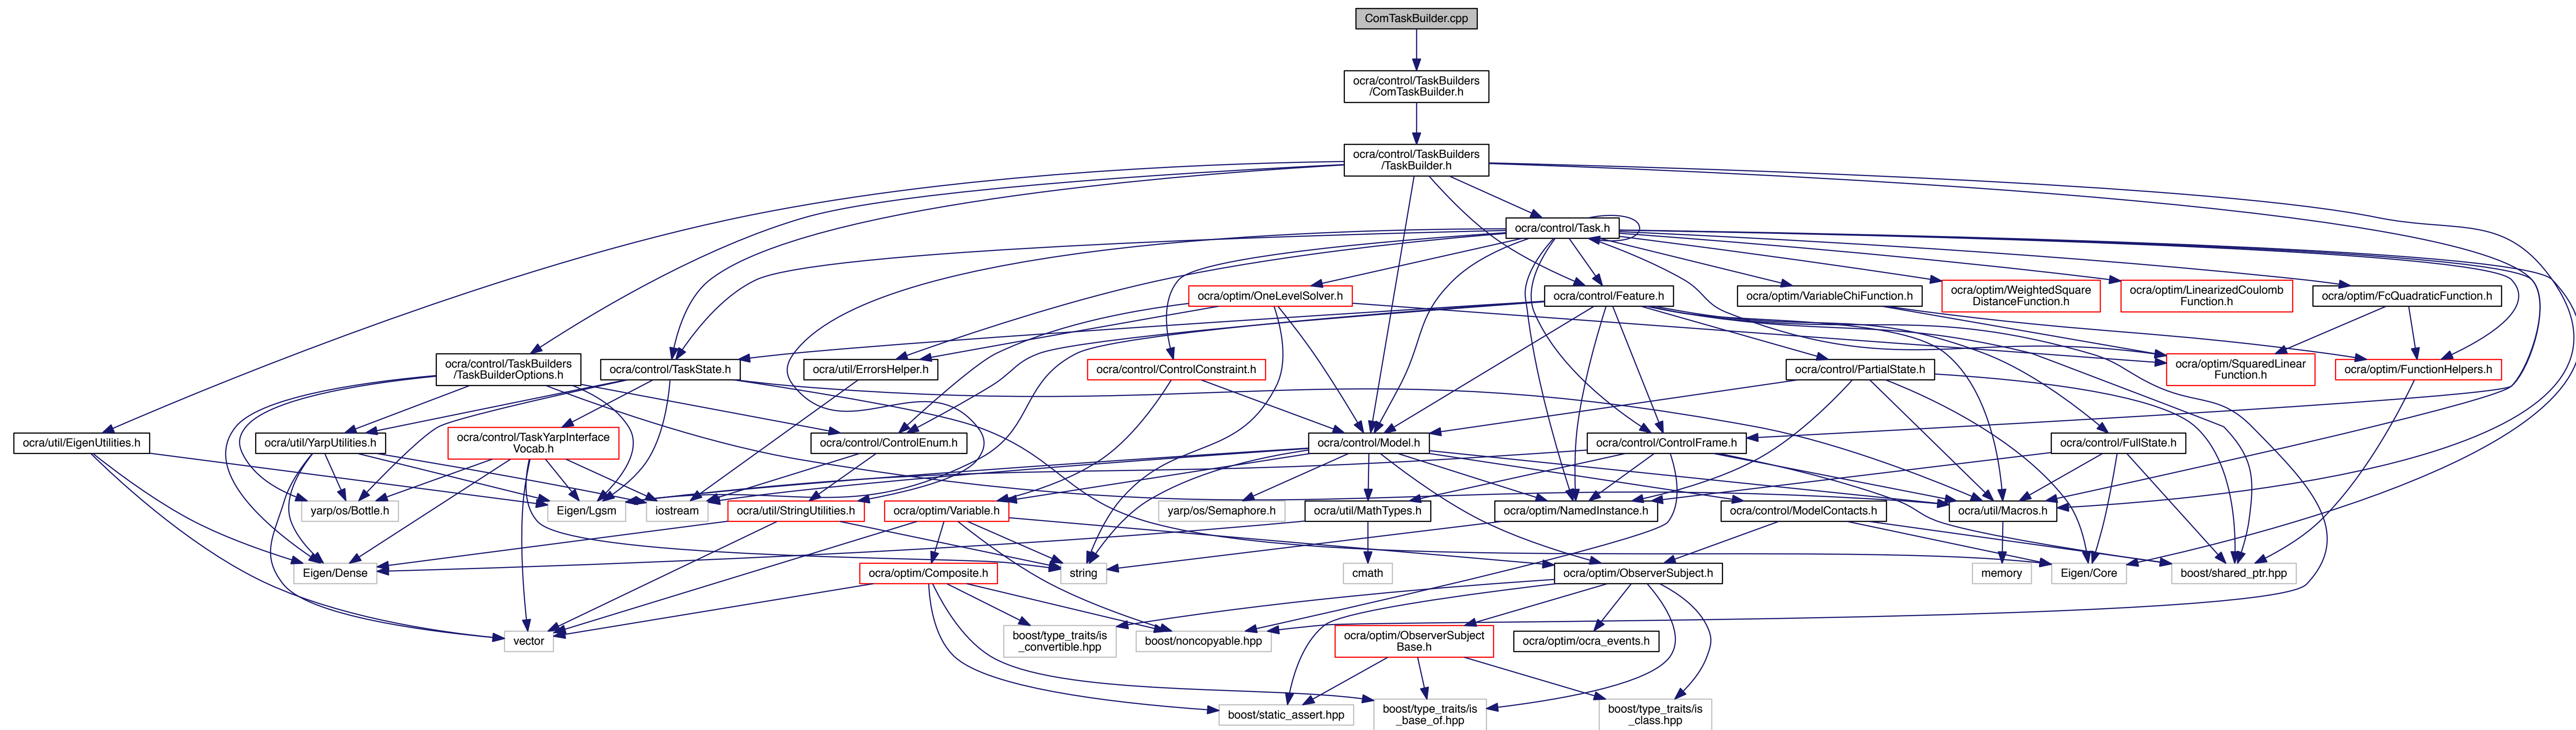 ComTaskBuilder.cpp
ocra/control/TaskBuilders
/ComTaskBuilder.h
ocra/control/TaskBuilders
/TaskBuilder.h
ocra/control/Task.h
ocra/optim/OneLevelSolver.h
ocra/control/Feature.h
ocra/optim/VariableChiFunction.h
ocra/optim/WeightedSquare
DistanceFunction.h
ocra/optim/LinearizedCoulomb
Function.h
ocra/optim/FcQuadraticFunction.h
ocra/control/TaskBuilders
/TaskBuilderOptions.h
ocra/control/TaskState.h
ocra/util/ErrorsHelper.h
ocra/control/ControlConstraint.h
ocra/control/PartialState.h
ocra/optim/SquaredLinear
Function.h
ocra/optim/FunctionHelpers.h
ocra/util/EigenUtilities.h
ocra/util/YarpUtilities.h
ocra/control/TaskYarpInterface
Vocab.h
ocra/control/ControlEnum.h
ocra/control/Model.h
ocra/control/ControlFrame.h
ocra/control/FullState.h
yarp/os/Bottle.h
Eigen/Lgsm
iostream
ocra/util/StringUtilities.h
ocra/optim/Variable.h
yarp/os/Semaphore.h
ocra/util/MathTypes.h
ocra/optim/NamedInstance.h
ocra/control/ModelContacts.h
ocra/util/Macros.h
Eigen/Dense
ocra/optim/Composite.h
string
cmath
ocra/optim/ObserverSubject.h
memory
Eigen/Core
boost/shared_ptr.hpp
vector
boost/type_traits/is
_convertible.hpp
boost/noncopyable.hpp
ocra/optim/ObserverSubject
Base.h
ocra/optim/ocra_events.h
boost/static_assert.hpp
boost/type_traits/is
_base_of.hpp
boost/type_traits/is
_class.hpp